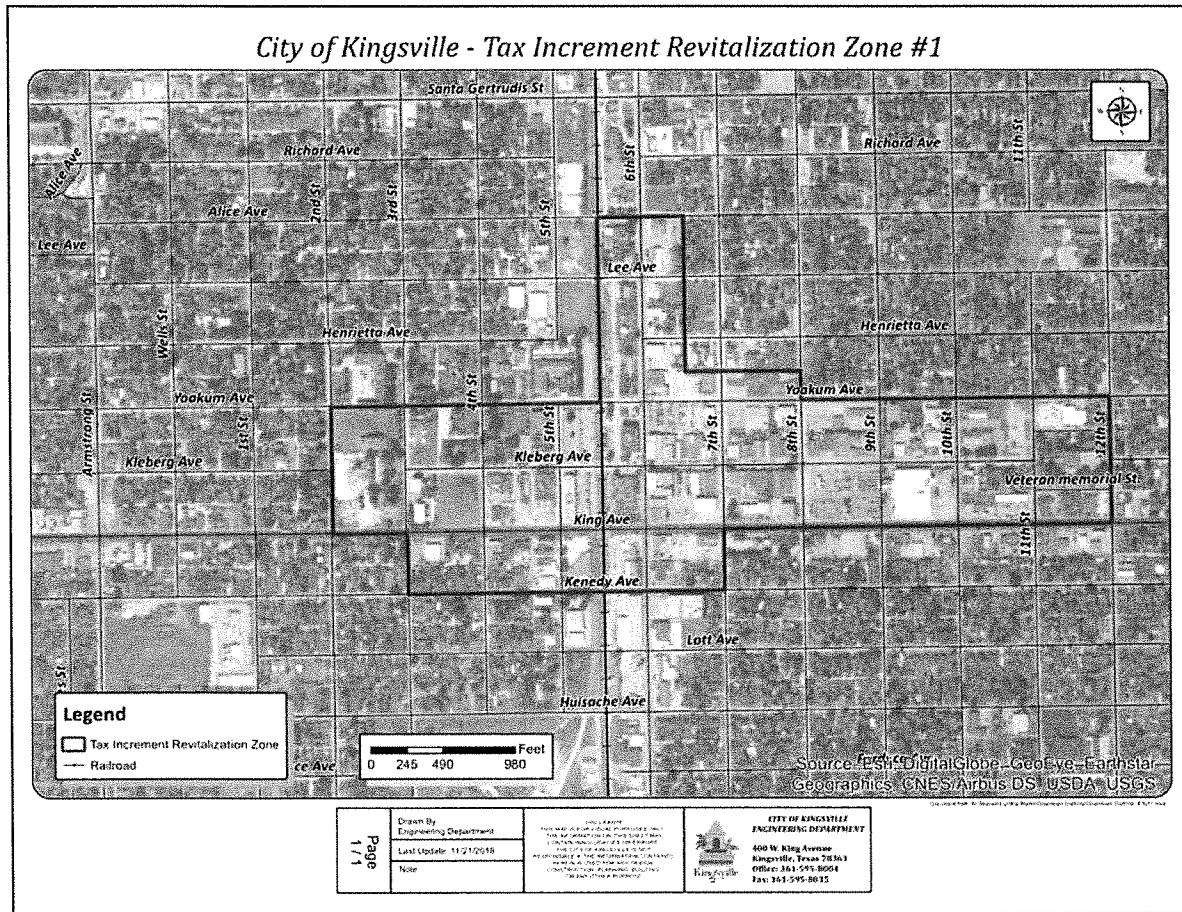 City of Kingsville - Tax Increment Revitalization Zone #1
Santa Gertrudis St
Richard Ave
6th St
Richard Ave
11th St
Alice Ave
2nd St
3rd St
Alice Ave
5th St
Lee Ave
Lee Ave
Wells St
Henrietta Ave
Henrietta Ave
Armstrong St
Yoakum Ave
4th St
Yoakum Ave
1st St
5th St
7th St
8th St
9th St
10th St
12th St
Kleberg Ave
Kleberg Ave
Veteran memorial St.
King Ave
11th St
Kenedy Ave
Lott Ave
Huisache Ave
Legend
Tax Increment Revitalization Zone
Railroad
Feet
0 245 490 980
ce Ave
Source: Esri, DigitalGlobe, GeoEye, Earthstar
Geographics, CNES/Airbus DS, USDA, USGS
Page
1 / 1
Drawn By
Engineering Department
Last Update: 11/21/2018
Note
Kingsville
CITY OF KINGSVILLE
ENGINEERING DEPARTMENT
400 W. King Avenue
Kingsville, Texas 78363
Office: 361-595-8004
Fax: 361-595-8035